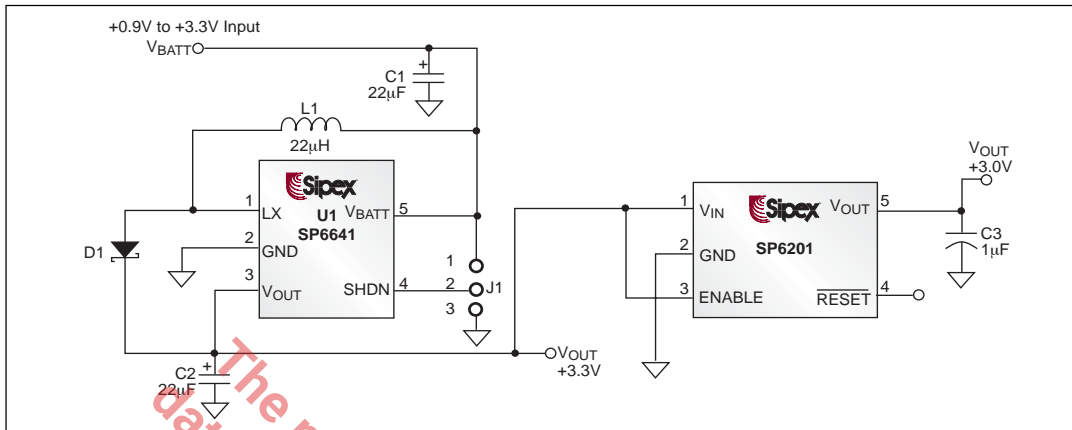 +0.9V to +3.3V Input
VBATT
+
C1
22µF
L1
22µH
Sipex
U1
SP6641
1 LX
2 GND
3 VOUT
VBATT 5
SHDN 4
1
2 J1
3
D1
+
C2
22µF
VOUT
+3.3V
Sipex
SP6201
1 VIN
2 GND
3 ENABLE
VOUT 5
RESET 4
VOUT
+3.0V
C3
1µF
The